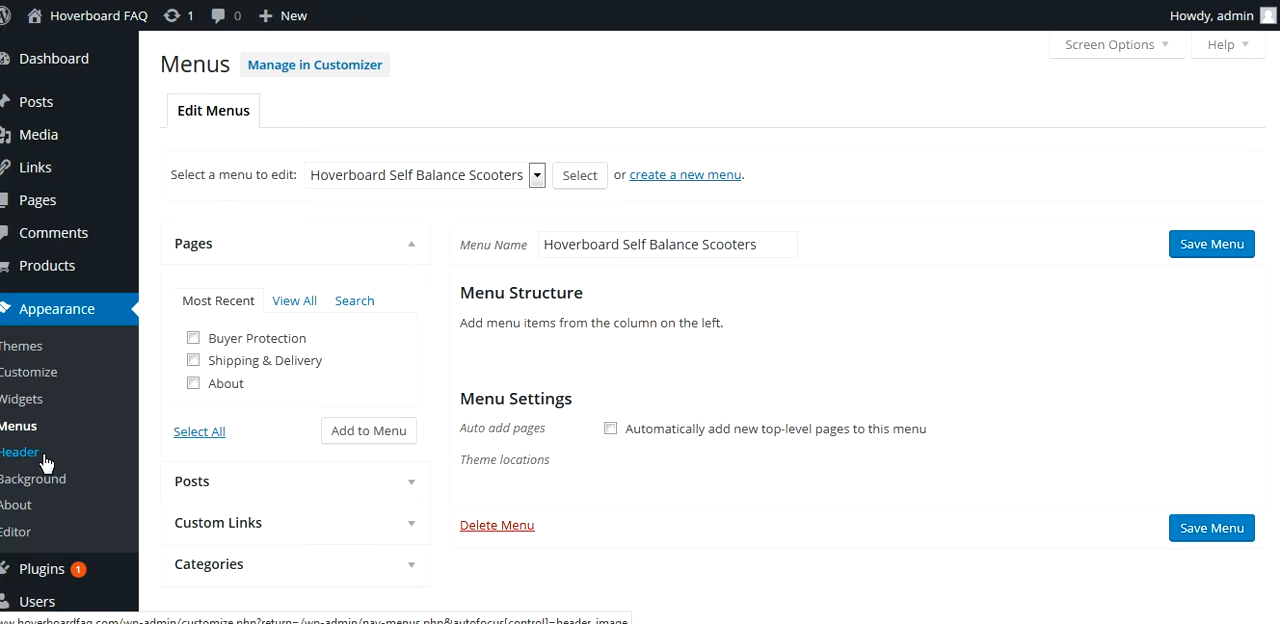 Hoverboard FAQ 1 0 New Howdy, admin
Screen Options Help
Menus Manage in Customizer
Edit Menus
Select a menu to edit: Hoverboard Self Balance Scooters Select or create a new menu.
Dashboard
Posts
Media
Links
Pages
Comments
Products
Appearance
Themes
Customize
Widgets
Menus
Header
Background
About
Editor
Plugins 1
Users
Pages
Most Recent View All Search
Buyer Protection
Shipping & Delivery
About
Select All Add to Menu
Posts
Custom Links
Categories
Menu Name Hoverboard Self Balance Scooters Save Menu
Menu Structure
Add menu items from the column on the left.
Menu Settings
Auto add pages Automatically add new top-level pages to this menu
Theme locations
Delete Menu Save Menu
www.hoverboardfaq.com/wp-admin/customize.php?return=/wp-admin/nav-menus.php&autofocus[control]=header_image